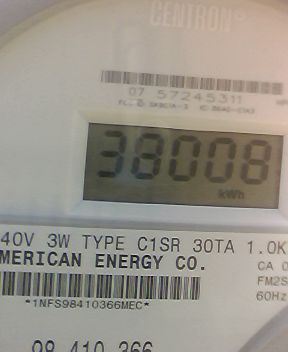 CENTRON®
07 57245311
38008
kWh
40V 3W TYPE C1SR 30TA 1.0K
MERICAN ENERGY CO.
CA 0
FM2S
*1NFS98410366MEC*
60Hz
98 410 366